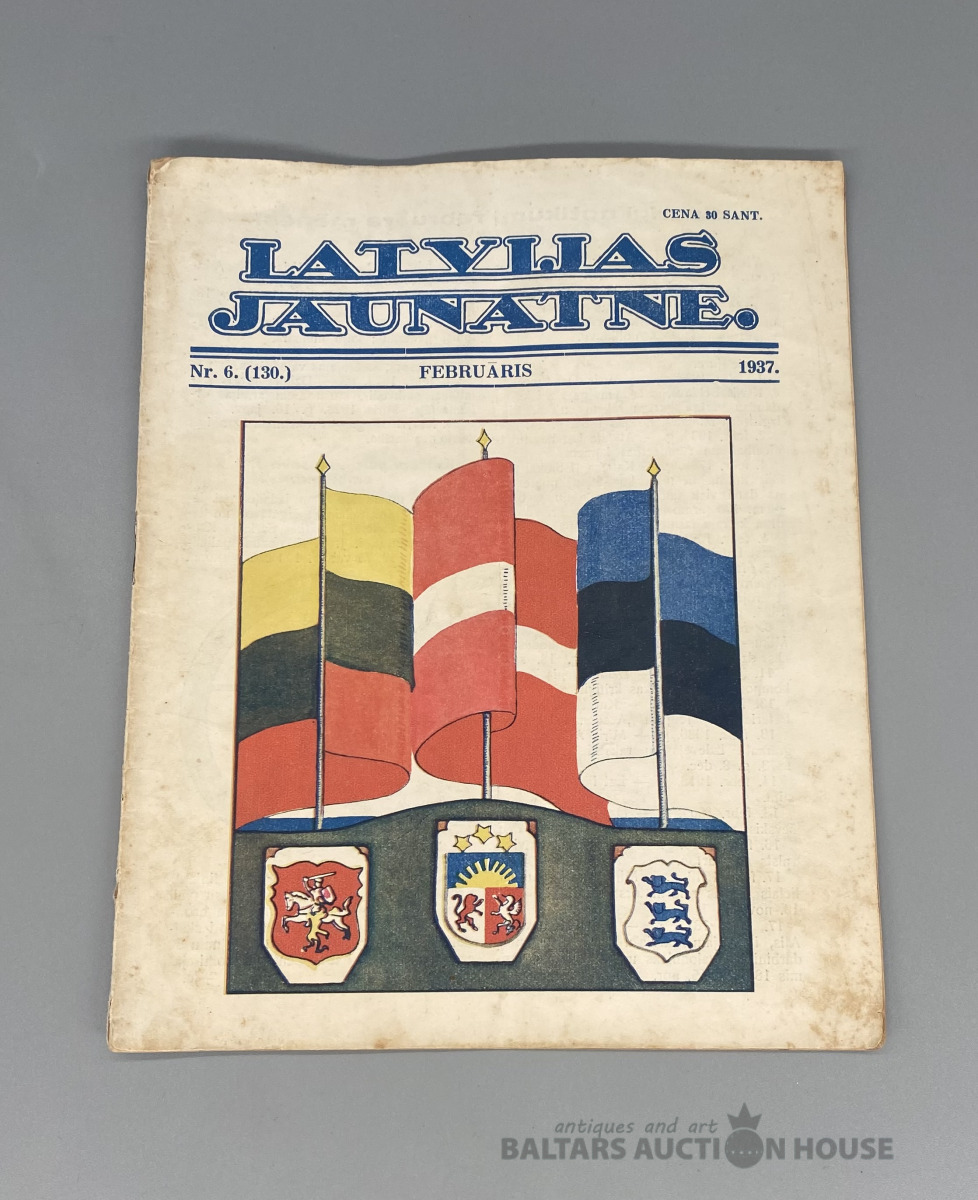 CENA 30 SANT.
LATVIJAS
JAUNATNE.
Nr. 6. (130.) FEBRUĀRIS 1937.
antiques and art
BALTARS AUCTION HOUSE